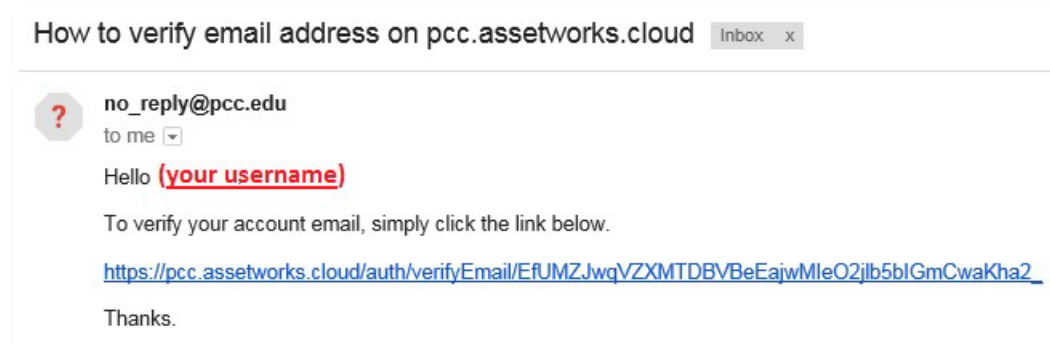 How to verify email address on pcc.assetworks.cloud Inbox x
?
no_reply@pcc.edu
to me
Hello (your username)
To verify your account email, simply click the link below.
https://pcc.assetworks.cloud/auth/verifyEmail/EfUMZJwqVZXMTDBVBeEajwMIeO2jlb5bIGmCwaKha2_
Thanks.